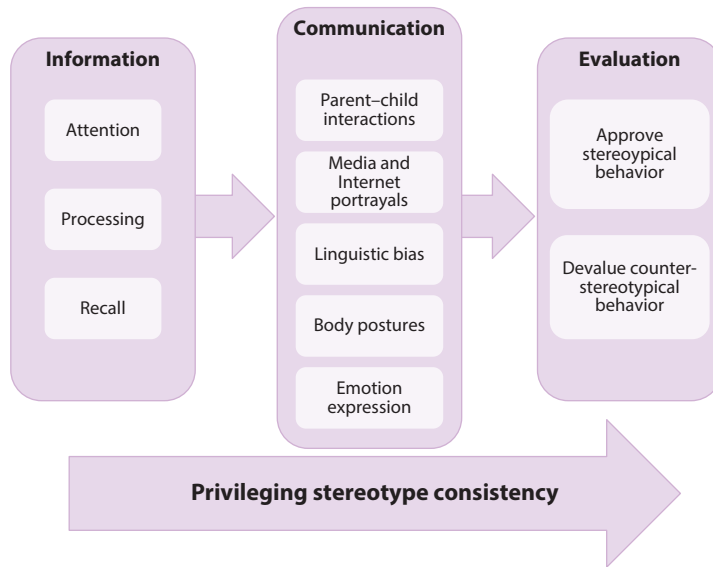 Information
Attention
Processing
Recall
Communication
Parent–child
interactions
Media and
Internet
portrayals
Linguistic bias
Body postures
Emotion
expression
Evaluation
Approve
stereoypical
behavior
Devalue counter-
stereotypical
behavior
Privileging stereotype consistency